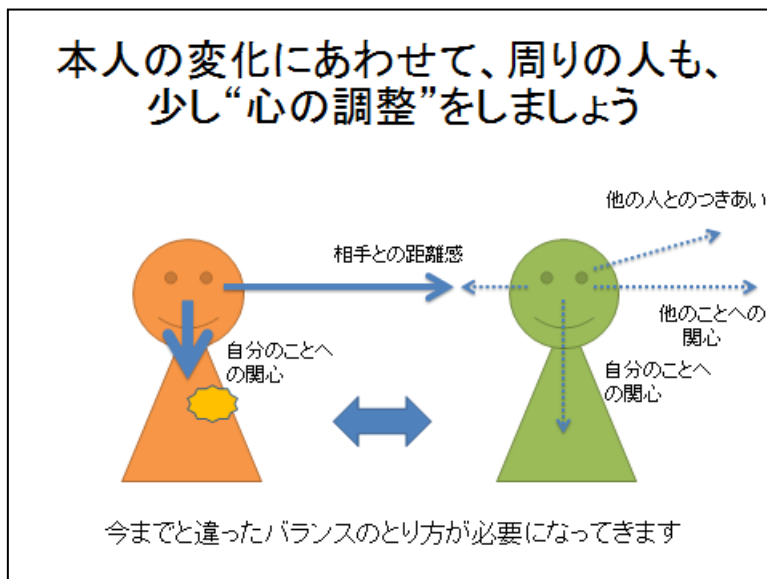 本人の変化にあわせて、周りの人も、
少し“心の調整”をしましょう
他の人とのつきあい
相手との距離感
他のことへの
関心
自分のことへ
の関心
自分のことへ
の関心
今までと違ったバランスのとり方が必要になってきます